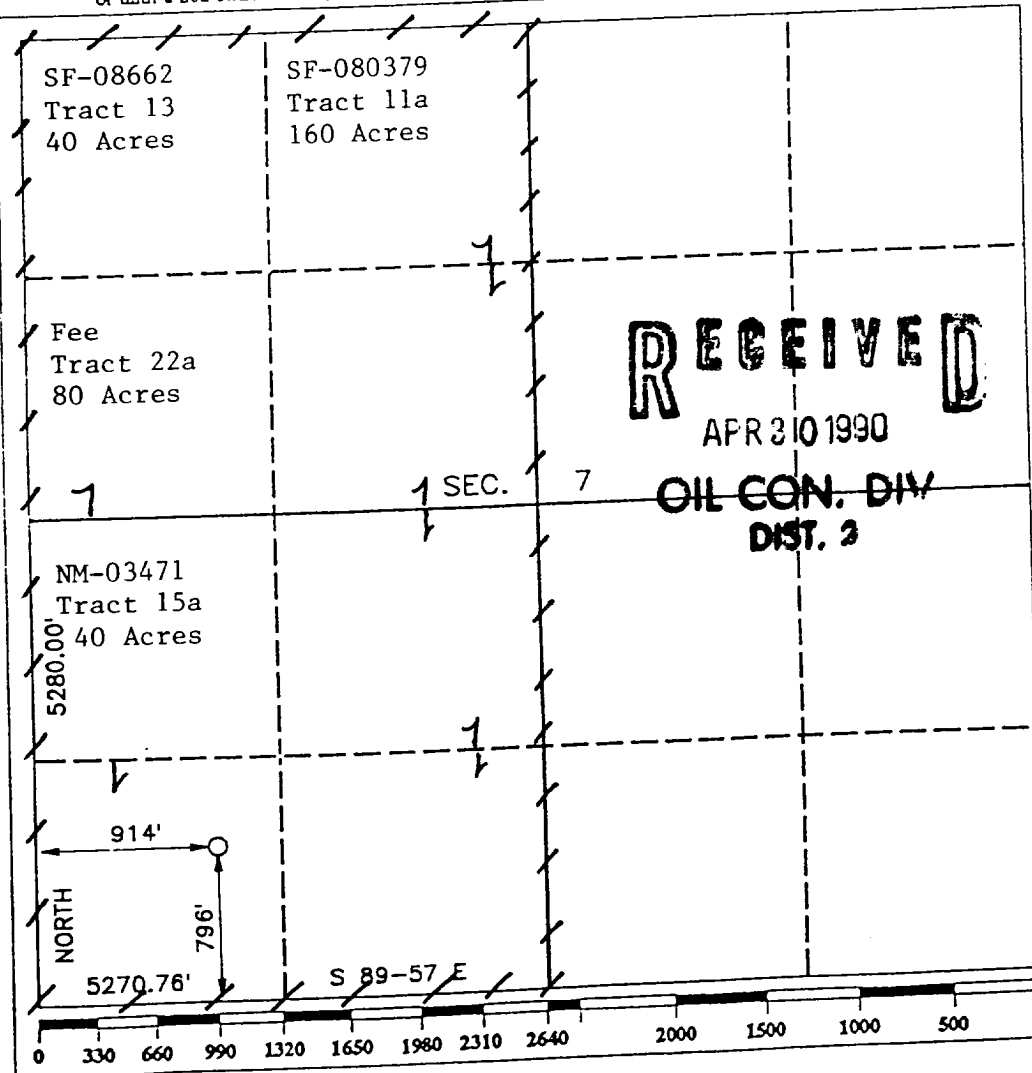 SF-08662
Tract 13
40 Acres
SF-080379
Tract 11a
160 Acres
Fee
Tract 22a
80 Acres
RECEIVED
APR 30 1990
OIL CON. DIV
DIST. 3
SEC. 7
NM-03471
Tract 15a
40 Acres
5280.00'
914'
796'
NORTH
5270.76'
S 89-57 E
0 330 660 990 1320 1650 1980 2310 2640 2000 1500 1000 500